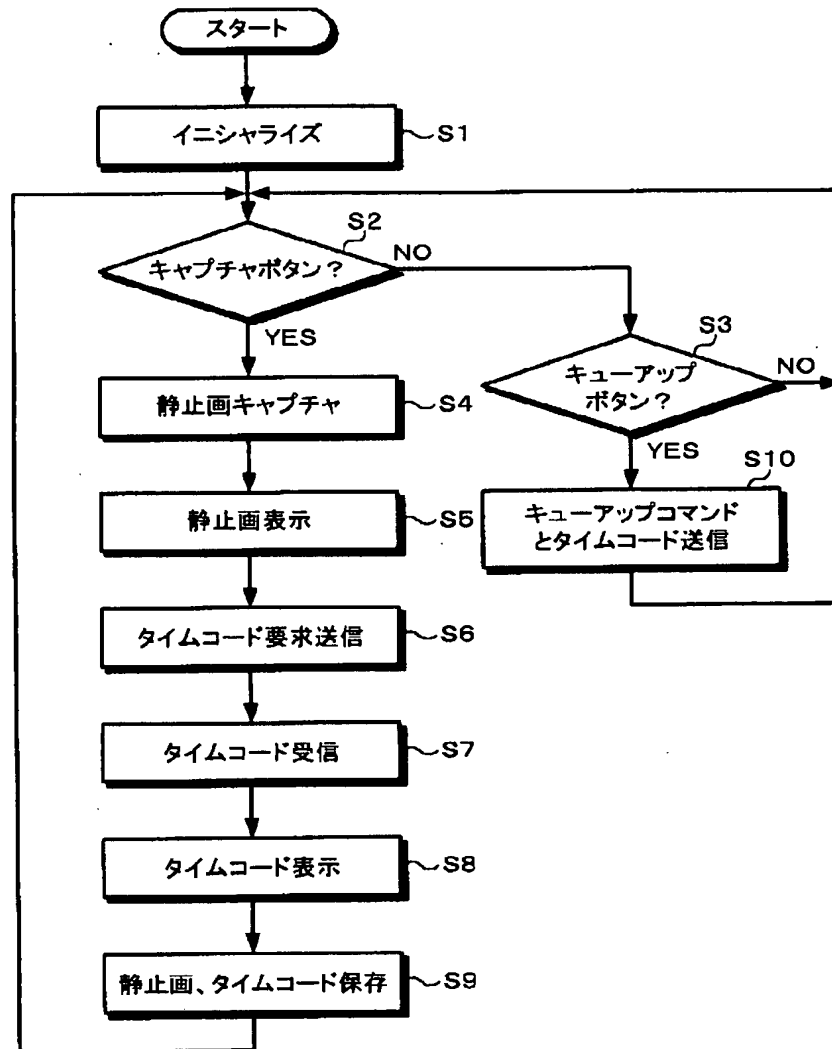 スタート
イニシャライズ
S1
S2
キャプチャボタン?
NO
YES
S3
キューアップ
ボタン?
NO
YES
静止画キャプチャ
S4
S10
キューアップコマンド
とタイムコード送信
静止画表示
S5
タイムコード要求送信
S6
タイムコード受信
S7
タイムコード表示
S8
静止画、タイムコード保存
S9